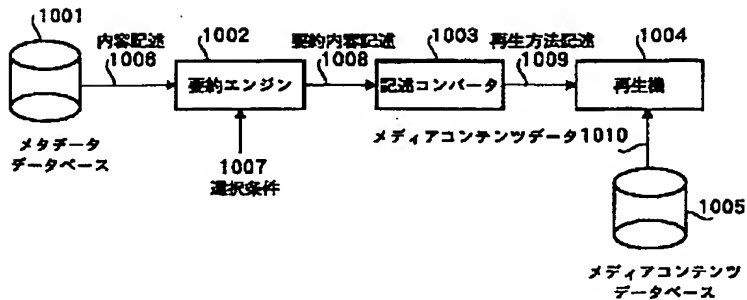 1001
メタデータ
データベース
内容記述
1006
1002
要約エンジン
1007
選択条件
要約内容記述
1008
1003
記述コンバータ
再生方法記述
1009
1004
再生機
メディアコンテンツデータ1010
1005
メディアコンテンツ
データベース